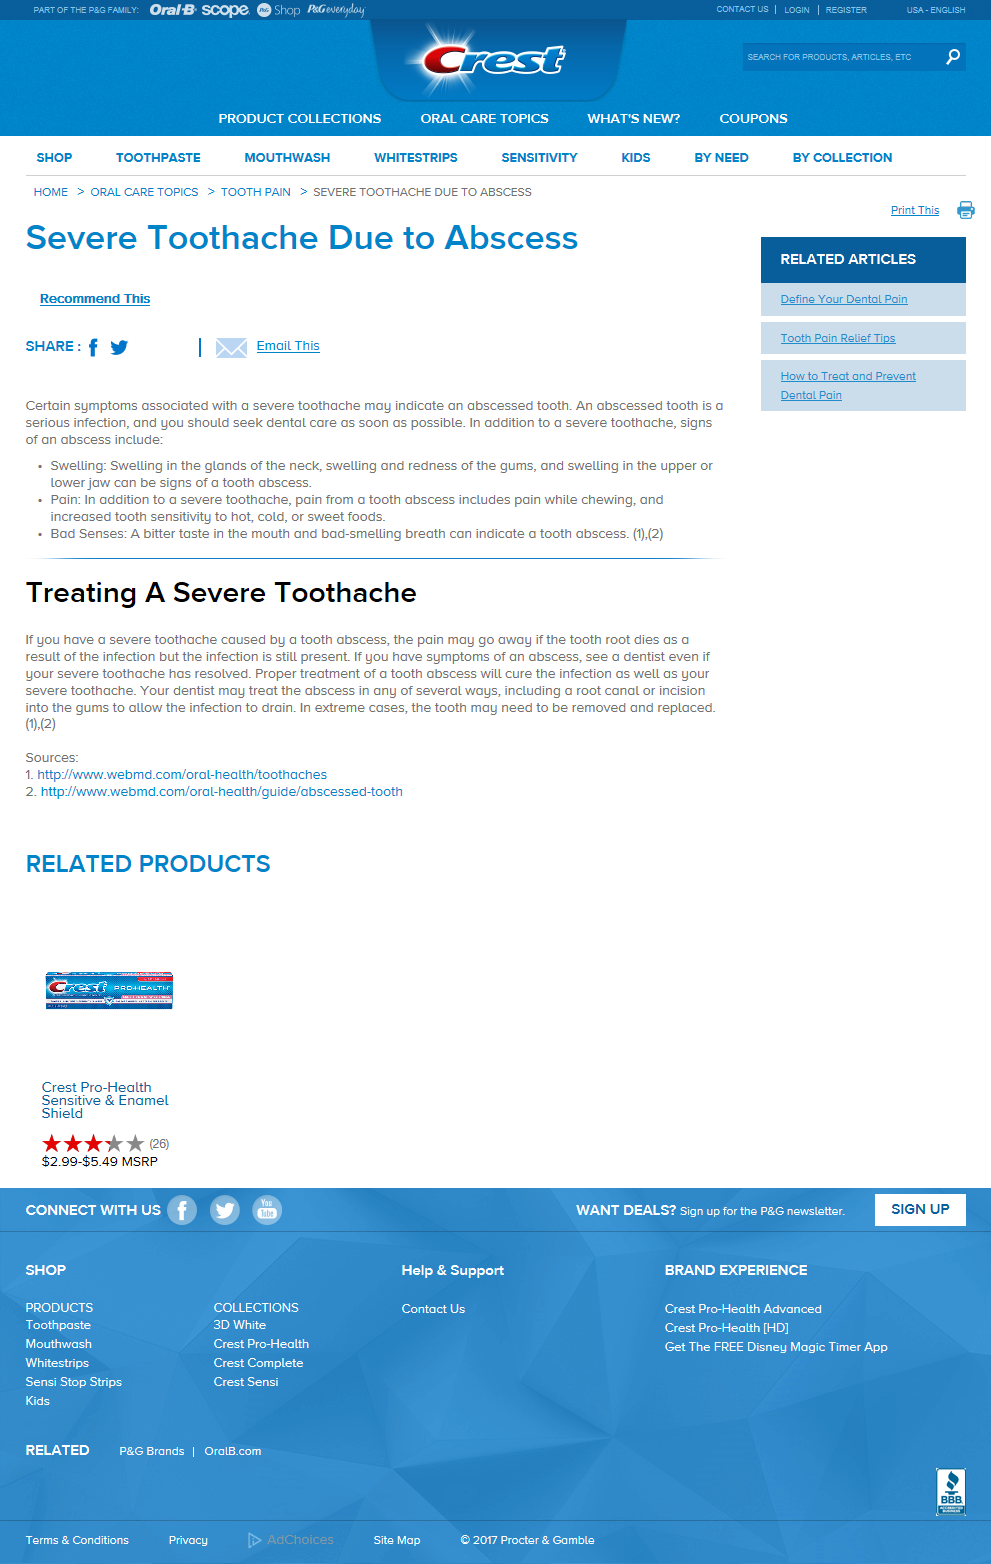 PART OF THE P&G FAMILY: Oral-B scope P&G Shop P&G everyday
CONTACT US | LOGIN | REGISTER USA - ENGLISH
Crest
SEARCH FOR PRODUCTS, ARTICLES, ETC
PRODUCT COLLECTIONS ORAL CARE TOPICS WHAT'S NEW? COUPONS
SHOP TOOTHPASTE MOUTHWASH WHITESTRIPS SENSITIVITY KIDS BY NEED BY COLLECTION
HOME > ORAL CARE TOPICS > TOOTH PAIN > SEVERE TOOTHACHE DUE TO ABSCESS
Print This
Severe Toothache Due to Abscess
Recommend This
SHARE : | Email This
RELATED ARTICLES
Define Your Dental Pain
Tooth Pain Relief Tips
How to Treat and Prevent
Dental Pain
Certain symptoms associated with a severe toothache may indicate an abscessed tooth. An abscessed tooth is a
serious infection, and you should seek dental care as soon as possible. In addition to a severe toothache, signs
of an abscess include:
• Swelling: Swelling in the glands of the neck, swelling and redness of the gums, and swelling in the upper or
lower jaw can be signs of a tooth abscess.
• Pain: In addition to a severe toothache, pain from a tooth abscess includes pain while chewing, and
increased tooth sensitivity to hot, cold, or sweet foods.
• Bad Senses: A bitter taste in the mouth and bad-smelling breath can indicate a tooth abscess. (1),(2)
Treating A Severe Toothache
If you have a severe toothache caused by a tooth abscess, the pain may go away if the tooth root dies as a
result of the infection but the infection is still present. If you have symptoms of an abscess, see a dentist even if
your severe toothache has resolved. Proper treatment of a tooth abscess will cure the infection as well as your
severe toothache. Your dentist may treat the abscess in any of several ways, including a root canal or incision
into the gums to allow the infection to drain. In extreme cases, the tooth may need to be removed and replaced.
(1),(2)
Sources:
1. http://www.webmd.com/oral-health/toothaches
2. http://www.webmd.com/oral-health/guide/abscessed-tooth
RELATED PRODUCTS
Crest PRO-HEALTH
Crest Pro-Health
Sensitive & Enamel
Shield
(26)
$2.99-$5.49 MSRP
CONNECT WITH US You Tube
WANT DEALS? Sign up for the P&G newsletter. SIGN UP
SHOP
PRODUCTS
Toothpaste
Mouthwash
Whitestrips
Sensi Stop Strips
Kids
COLLECTIONS
3D White
Crest Pro-Health
Crest Complete
Crest Sensi
Help & Support
Contact Us
BRAND EXPERIENCE
Crest Pro-Health Advanced
Crest Pro-Health [HD]
Get The FREE Disney Magic Timer App
RELATED P&G Brands | OralB.com
BBB
ACCREDITED
BUSINESS
Terms & Conditions Privacy AdChoices Site Map © 2017 Procter & Gamble